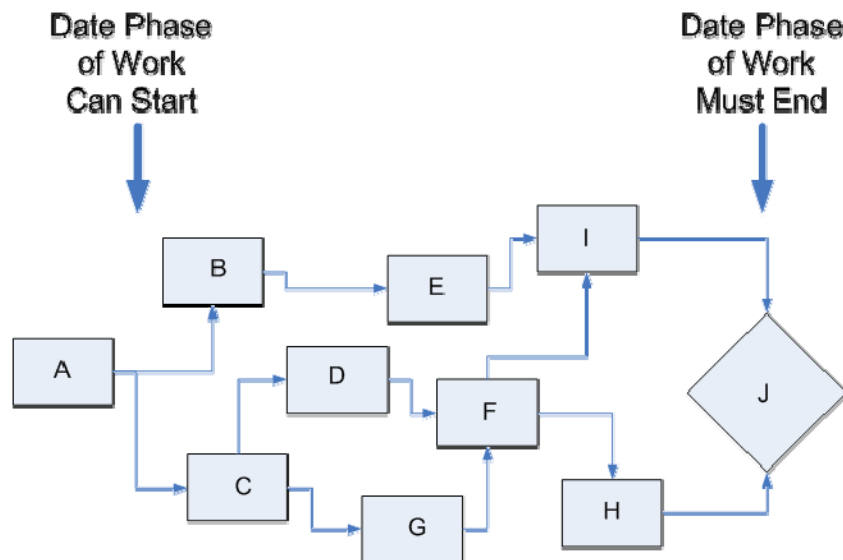 Date Phase
of Work
Can Start
Date Phase
of Work
Must End
B
I
E
A
D
F
J
C
G
H